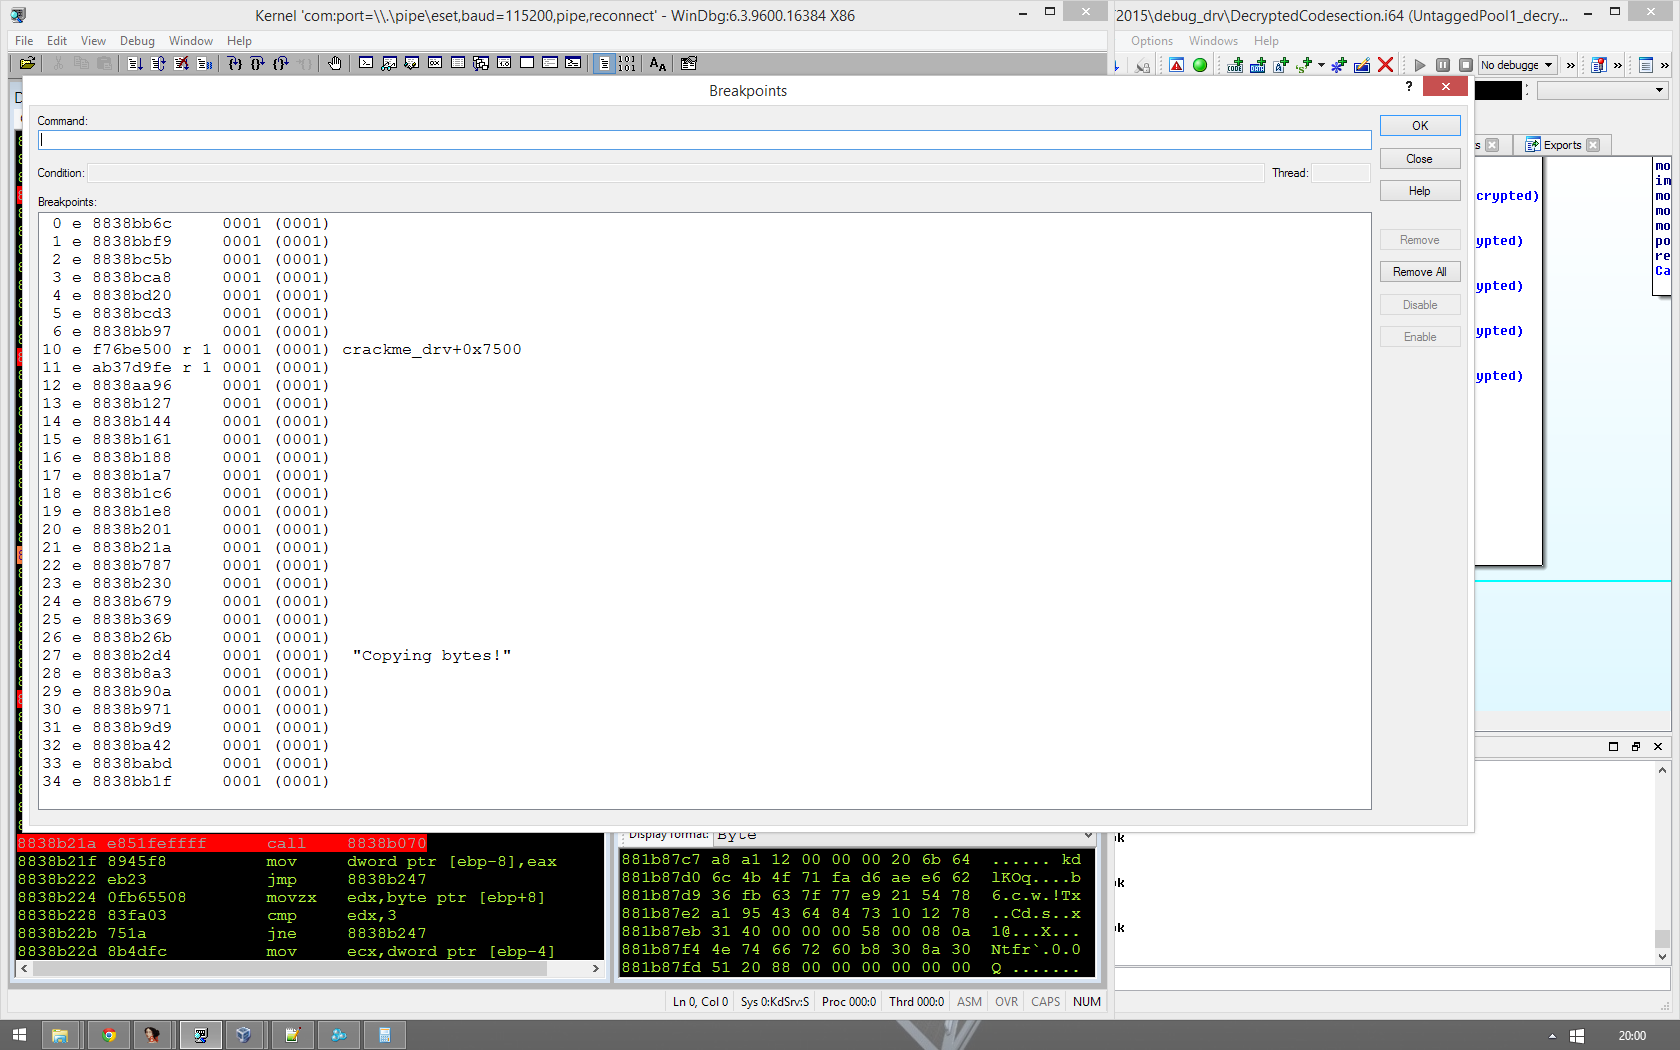 Kernel 'com:port=\\.\pipe\eset,baud=115200,pipe,reconnect' - WinDbg:6.3.9600.16384 X86
2015\debug_drv\DecryptedCodesection.i64 (UntaggedPool1_decry...
File Edit View Debug Window Help
Options Windows Help
No debugge
Breakpoints
Command:
OK
Condition:
Thread:
Close
Help
Exports
Breakpoints:
0 e 8838bb6c 0001 (0001)
1 e 8838bbf9 0001 (0001)
2 e 8838bc5b 0001 (0001)
3 e 8838bca8 0001 (0001)
4 e 8838bd20 0001 (0001)
5 e 8838bcd3 0001 (0001)
6 e 8838bb97 0001 (0001)
10 e f76be500 r 1 0001 (0001) crackme_drv+0x7500
11 e ab37d9fe r 1 0001 (0001)
12 e 8838aa96 0001 (0001)
13 e 8838b127 0001 (0001)
14 e 8838b144 0001 (0001)
15 e 8838b161 0001 (0001)
16 e 8838b188 0001 (0001)
17 e 8838b1a7 0001 (0001)
18 e 8838b1c6 0001 (0001)
19 e 8838b1e8 0001 (0001)
20 e 8838b201 0001 (0001)
21 e 8838b21a 0001 (0001)
22 e 8838b787 0001 (0001)
23 e 8838b230 0001 (0001)
24 e 8838b679 0001 (0001)
25 e 8838b369 0001 (0001)
26 e 8838b26b 0001 (0001)
27 e 8838b2d4 0001 (0001) "Copying bytes!"
28 e 8838b8a3 0001 (0001)
29 e 8838b90a 0001 (0001)
30 e 8838b971 0001 (0001)
31 e 8838b9d9 0001 (0001)
32 e 8838ba42 0001 (0001)
33 e 8838babd 0001 (0001)
34 e 8838bb1f 0001 (0001)
Remove
Remove All
Disable
Enable
crypted)
ypted)
ypted)
ypted)
ypted)
mo
im
mo
mo
mo
po
re
Ca
8838b21a e851feffff call 8838b070
8838b21f 8945f8 mov dword ptr [ebp-8],eax
8838b222 eb23 jmp 8838b247
8838b224 0fb65508 movzx edx,byte ptr [ebp+8]
8838b228 83fa03 cmp edx,3
8838b22b 751a jne 8838b247
8838b22d 8b4dfc mov ecx,dword ptr [ebp-4]
Display format: Byte
881b87c7 a8 a1 12 00 00 00 20 6b 64 ...... kd
881b87d0 6c 4b 4f 71 fa d6 ae e6 62 lKOq....b
881b87d9 36 fb 63 7f 77 e9 21 54 78 6.c.w.!Tx
881b87e2 a1 95 43 64 84 73 10 12 78 ..Cd.s..x
881b87eb 31 40 00 00 00 58 00 08 0a 1@...X...
881b87f4 4e 74 66 72 60 b8 30 8a 30 Ntfr`.0.0
881b87fd 51 20 88 00 00 00 00 00 00 Q .......
ok
ok
ok
Ln 0, Col 0 Sys 0:KdSrv:S Proc 000:0 Thrd 000:0 ASM OVR CAPS NUM
20:00